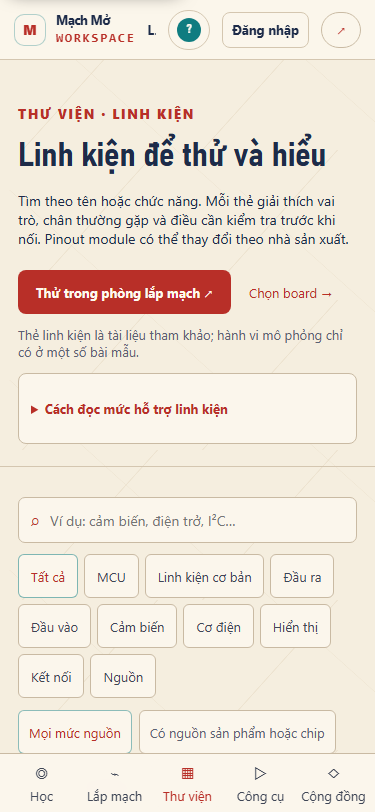 M
Mạch Mở
WORKSPACE
L.
?
Đăng nhập
↗
THƯ VIỆN · LINH KIỆN
Linh kiện để thử và hiểu
Tìm theo tên hoặc chức năng. Mỗi thẻ giải thích vai
trò, chân thường gặp và điều cần kiểm tra trước khi
nối. Pinout module có thể thay đổi theo nhà sản xuất.
Thử trong phòng lắp mạch ↗
Chọn board →
Thẻ linh kiện là tài liệu tham khảo; hành vi mô phỏng chỉ
có ở một số bài mẫu.
▶ Cách đọc mức hỗ trợ linh kiện
Ví dụ: cảm biến, điện trở, I²C...
Tất cả
MCU
Linh kiện cơ bản
Đầu ra
Đầu vào
Cảm biến
Cơ điện
Hiển thị
Kết nối
Nguồn
Mọi mức nguồn
Có nguồn sản phẩm hoặc chip
Học
Lắp mạch
Thư viện
Công cụ
Cộng đồng